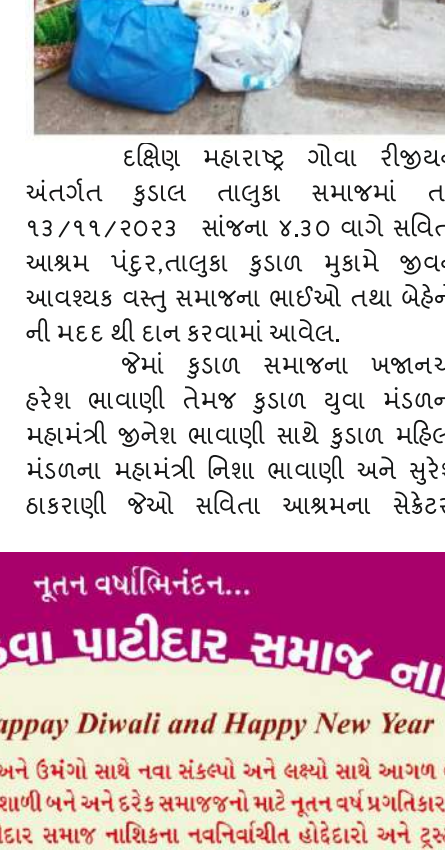 દક્ષિણ મહારાષ્ટ્ર ગોવા રીજીયન
અંતર્ગત કુડાલ તાલુકા સમાજમાં તા
૧૩/૧૧/૨૦૨૩ સાંજના ૪.૩૦ વાગે સવિતા
આશ્રમ પંદુર,તાલુકા કુડાળ મુકામે જીવન
આવશ્યક વસ્તુ સમાજના ભાઈઓ તથા બેહેનો
ની મદદ થી દાન કરવામાં આવેલ.
જેમાં કુડાળ સમાજના ખજાનચ
હરેશ ભાવાણી તેમજ કુડાળ યુવા મંડળન
મહામંત્રી જીનેશ ભાવાણી સાથે કુડાળ મહિલ
મંડળના મહામંત્રી નિશા ભાવાણી અને સુરેશ
ઠાકરાણી જેઓ સવિતા આશ્રમના સેક્રેટર
નૂતન વર્ષાભિનંદન...
ડવા પાટીદાર સમાજ નાશ
appay Diwali and Happy New Year
અને ઉમંગો સાથે નવા સંકલ્પો અને લક્ષ્યો સાથે આગળ
શાળી બને અને દરેક સમાજજનો માટે નૂતન વર્ષ પ્રગતિકાર
ીદાર સમાજ નાશિકના નવનિર્વાચીત હોદ્દેદારો અને ટ્રસ્